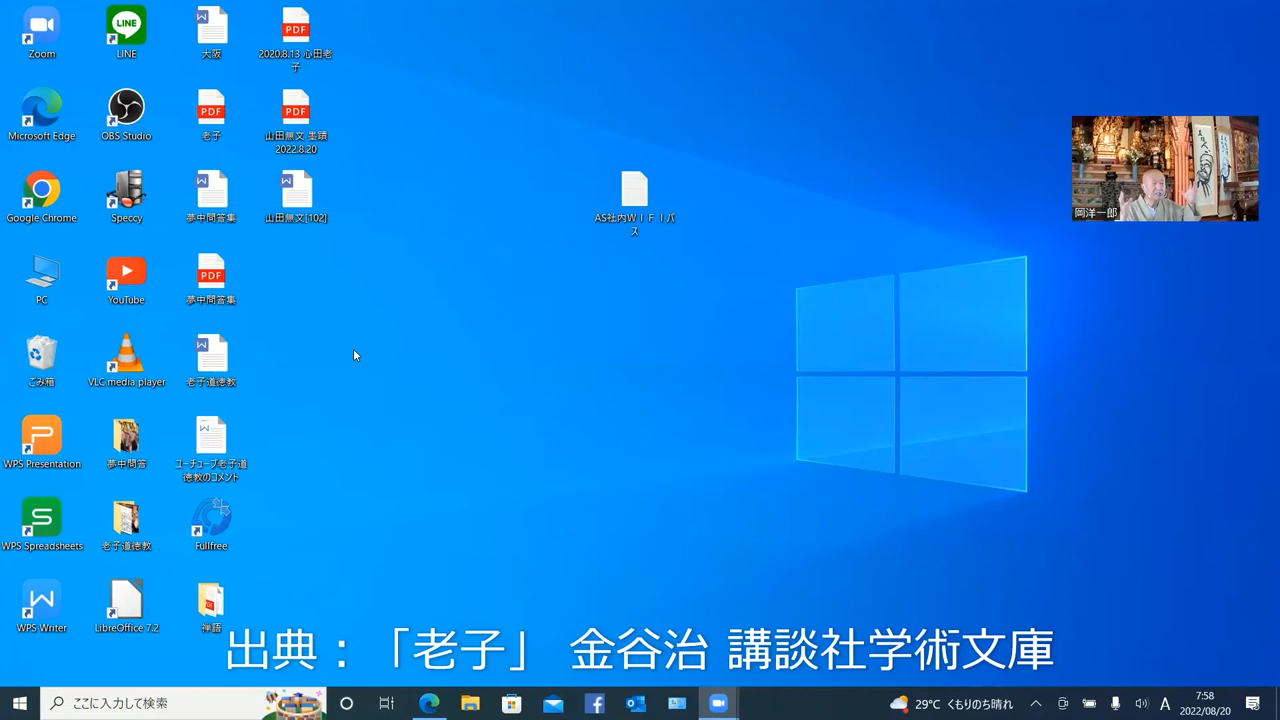 Zoom
LINE
大阪
2020.8.13 心田老
子
Microsoft Edge
OBS Studio
老子
山田無文 墨蹟
2022.8.20
Google Chrome
Speccy
夢中問答集
山田無文[102]
AS社内ＷＩＦＩパ
ス
岡洋一郎
PC
YouTube
夢中問答集
ごみ箱
VLC media player
老子道徳教
WPS Presentation
夢中問答
ユーチューブ老子道
徳教のコメント
WPS Spreadsheets
老子道徳教
Fullfree
WPS Writer
LibreOffice 7.2
禅語
出典：「老子」 金谷治 講談社学術文庫
ここに入力して検索
29°C くもりのち晴れ
A
7:58
2022/08/20